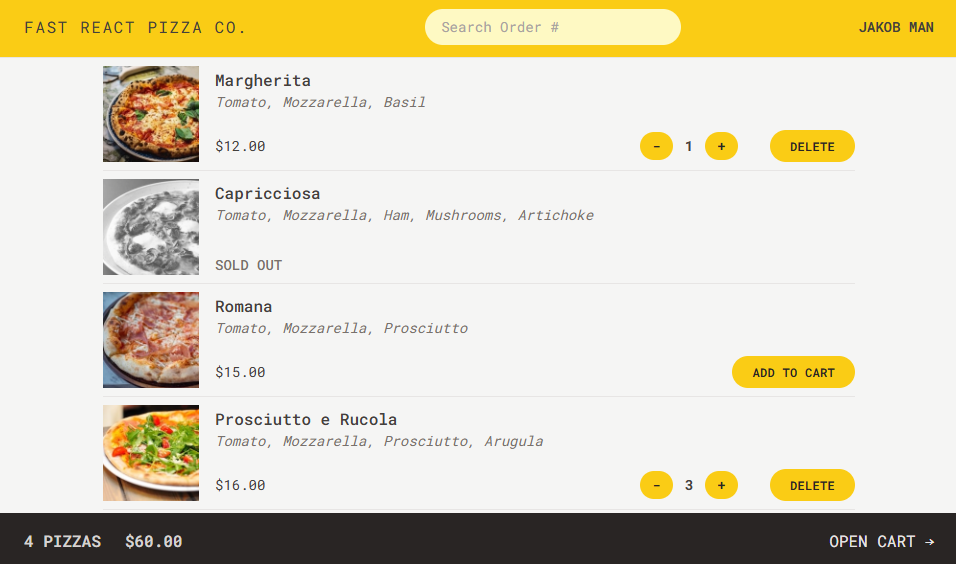 FAST REACT PIZZA CO.
Search Order #
JAKOB MAN
Margherita
Tomato, Mozzarella, Basil
$12.00
- 1 + DELETE
Capricciosa
Tomato, Mozzarella, Ham, Mushrooms, Artichoke
SOLD OUT
Romana
Tomato, Mozzarella, Prosciutto
$15.00
ADD TO CART
Prosciutto e Rucola
Tomato, Mozzarella, Prosciutto, Arugula
$16.00
- 3 + DELETE
4 PIZZAS $60.00
OPEN CART →